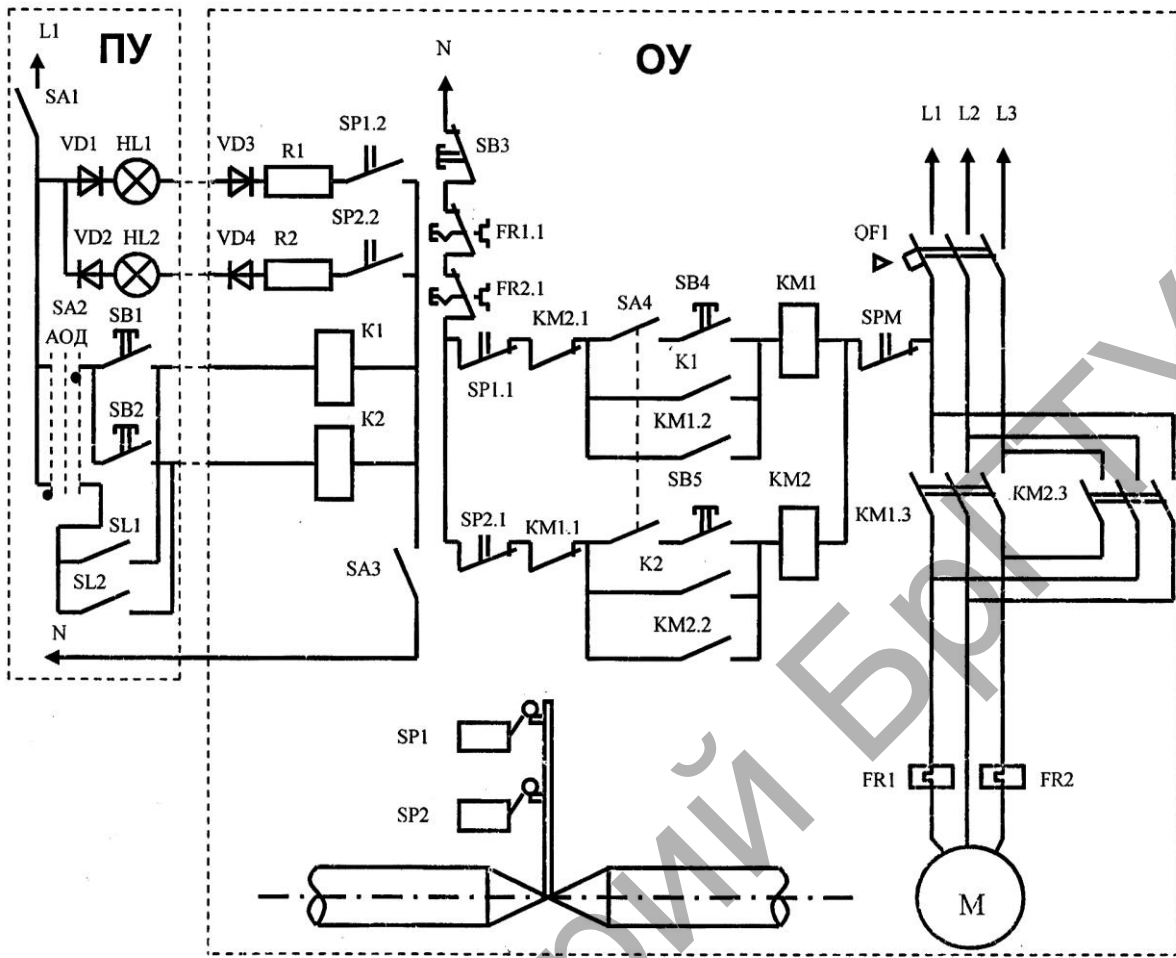 ПУ
ОУ
L1
SA1
VD1
HL1
VD3
R1
SP1.2
N
SB3
L1
L2
L3
VD2
HL2
VD4
R2
SP2.2
FR1.1
FR2.1
QF1
SA2
АОД
SB1
K1
SP1.1
KM2.1
SA4
SB4
K1
KM1.2
KM1
SPM
SB2
K2
SL1
SL2
SA3
N
SP2.1
KM1.1
SB5
K2
KM2.2
KM2
KM1.3
KM2.3
SP1
SP2
FR1
FR2
M
рий БрГТУ